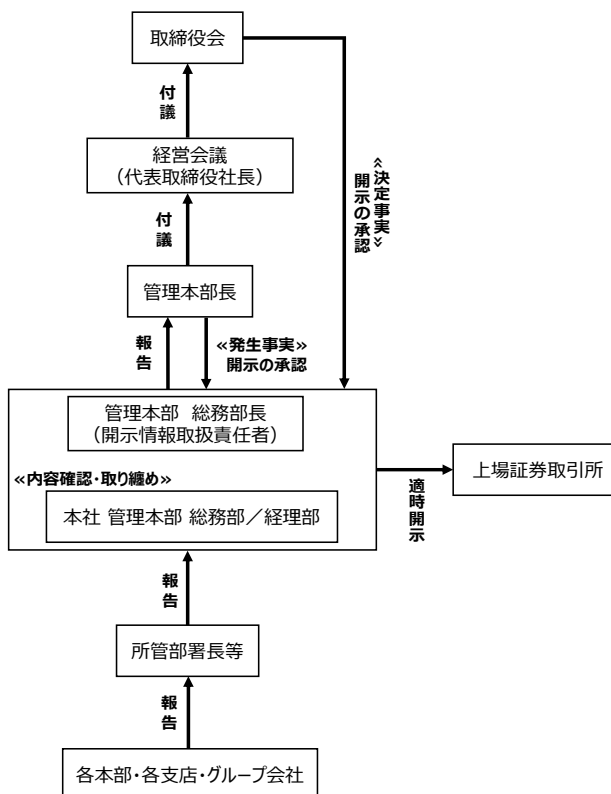 取締役会
付議
経営会議
(代表取締役社長)
≪決定事実≫
開示の承認
付議
管理本部長
報告
≪発生事実≫
開示の承認
管理本部 総務部長
(開示情報取扱責任者)
≪内容確認・取り纏め≫
本社 管理本部 総務部/経理部
適時開示
上場証券取引所
報告
所管部署長等
報告
各本部・各支店・グループ会社